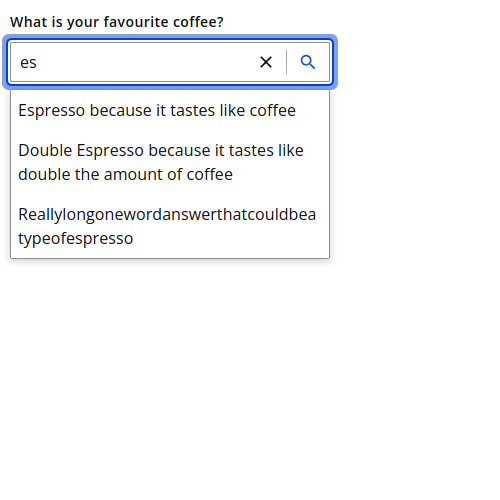 What is your favourite coffee?
es
Espresso because it tastes like coffee
Double Espresso because it tastes like
double the amount of coffee
Reallylongonewordanswerthatcouldbea
typeofespresso